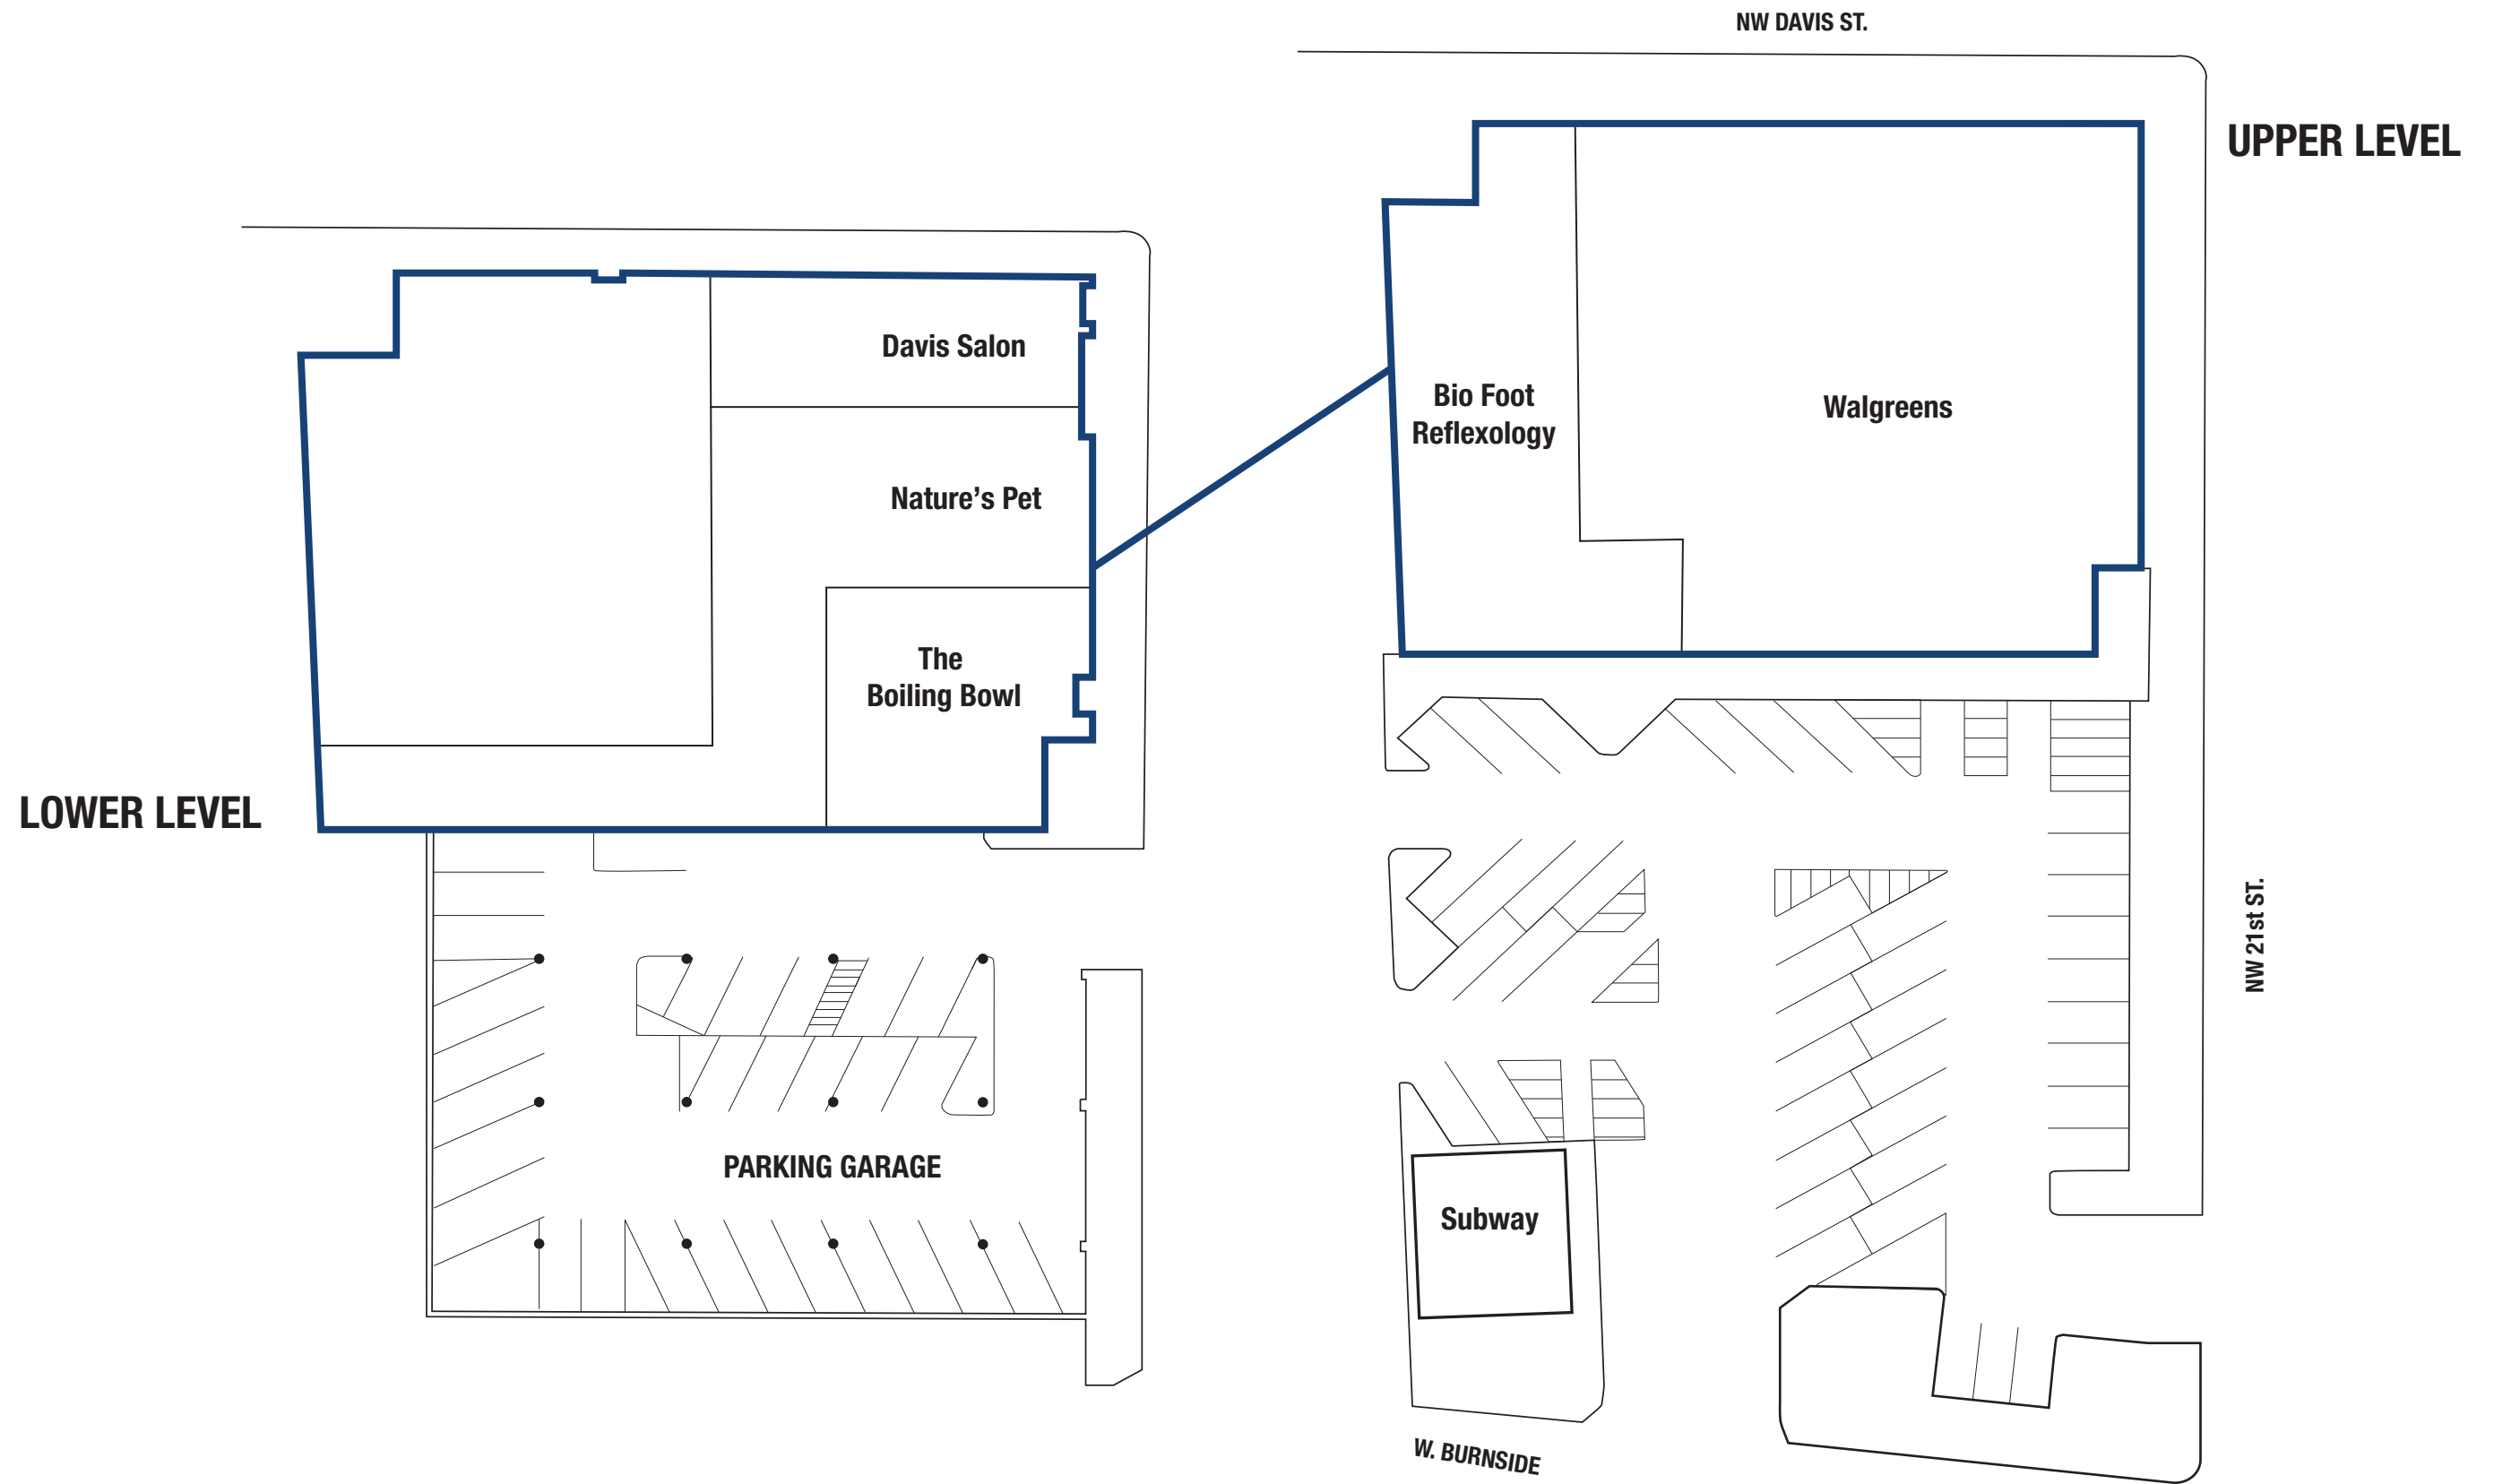 NW DAVIS ST.
UPPER LEVEL
Davis Salon
Bio Foot
Reflexology
Walgreens
Nature’s Pet
The
Boiling Bowl
LOWER LEVEL
NW 21st ST.
PARKING GARAGE
Subway
W. BURNSIDE